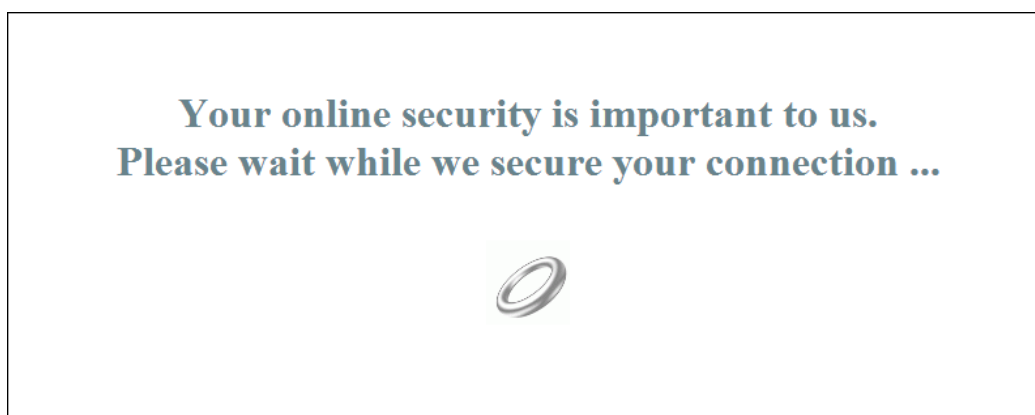 Your online security is important to us.
Please wait while we secure your connection ...